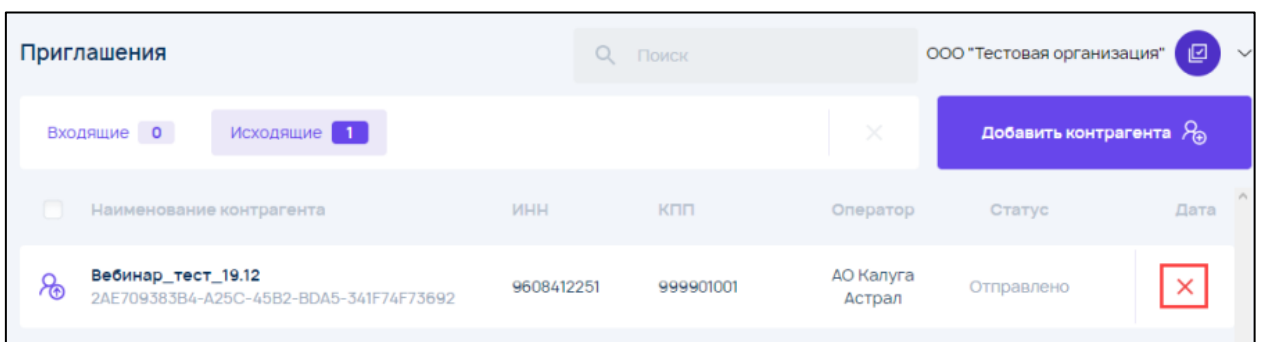 Приглашения
Поиск
ООО "Тестовая организация"
Входящие 0
Исходящие 1
Добавить контрагента
Наименование контрагента ИНН КПП Оператор Статус Дата
Вебинар_тест_19.12
2AE709383B4-A25C-45B2-BDA5-341F74F73692
9608412251
999901001
АО Калуга
Астрал
Отправлено